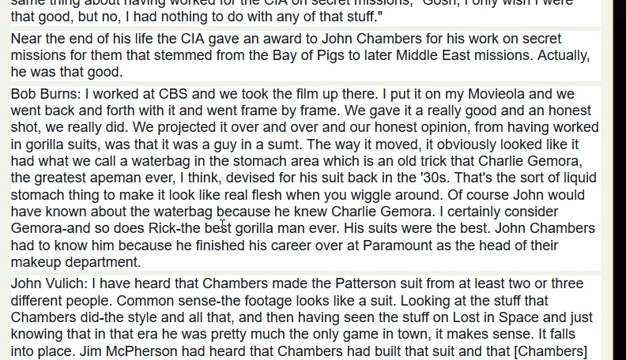 same thing about having worked for the CIA on secret missions, "Gosh, I only wish I were
that good, but no, I had nothing to do with any of that stuff."
Near the end of his life the CIA gave an award to John Chambers for his work on secret
missions for them that stemmed from the Bay of Pigs to later Middle East missions. Actually,
he was that good.
Bob Burns: I worked at CBS and we took the film up there. I put it on my Movieola and we
went back and forth with it and went frame by frame. We gave it a really good and an honest
shot, we really did. We projected it over and over and our honest opinion, from having worked
in gorilla suits, was that it was a guy in a sumt. The way it moved, it obviously looked like it
had what we call a waterbag in the stomach area which is an old trick that Charlie Gemora,
the greatest apeman ever, I think, devised for his suit back in the '30s. That's the sort of liquid
stomach thing to make it look like real flesh when you wiggle around. Of course John would
have known about the waterbag because he knew Charlie Gemora. I certainly consider
Gemora-and so does Rick-the best gorilla man ever. His suits were the best. John Chambers
had to know him because he finished his career over at Paramount as the head of their
makeup department.
John Vulich: I have heard that Chambers made the Patterson suit from at least two or three
different people. Common sense-the footage looks like a suit. Looking at the stuff that
Chambers did-the style and all that, and then having seen the stuff on Lost in Space and just
knowing that in that era he was pretty much the only game in town, it makes sense. It falls
into place. Jim McPherson had heard that Chambers had built that suit and that [Chambers]